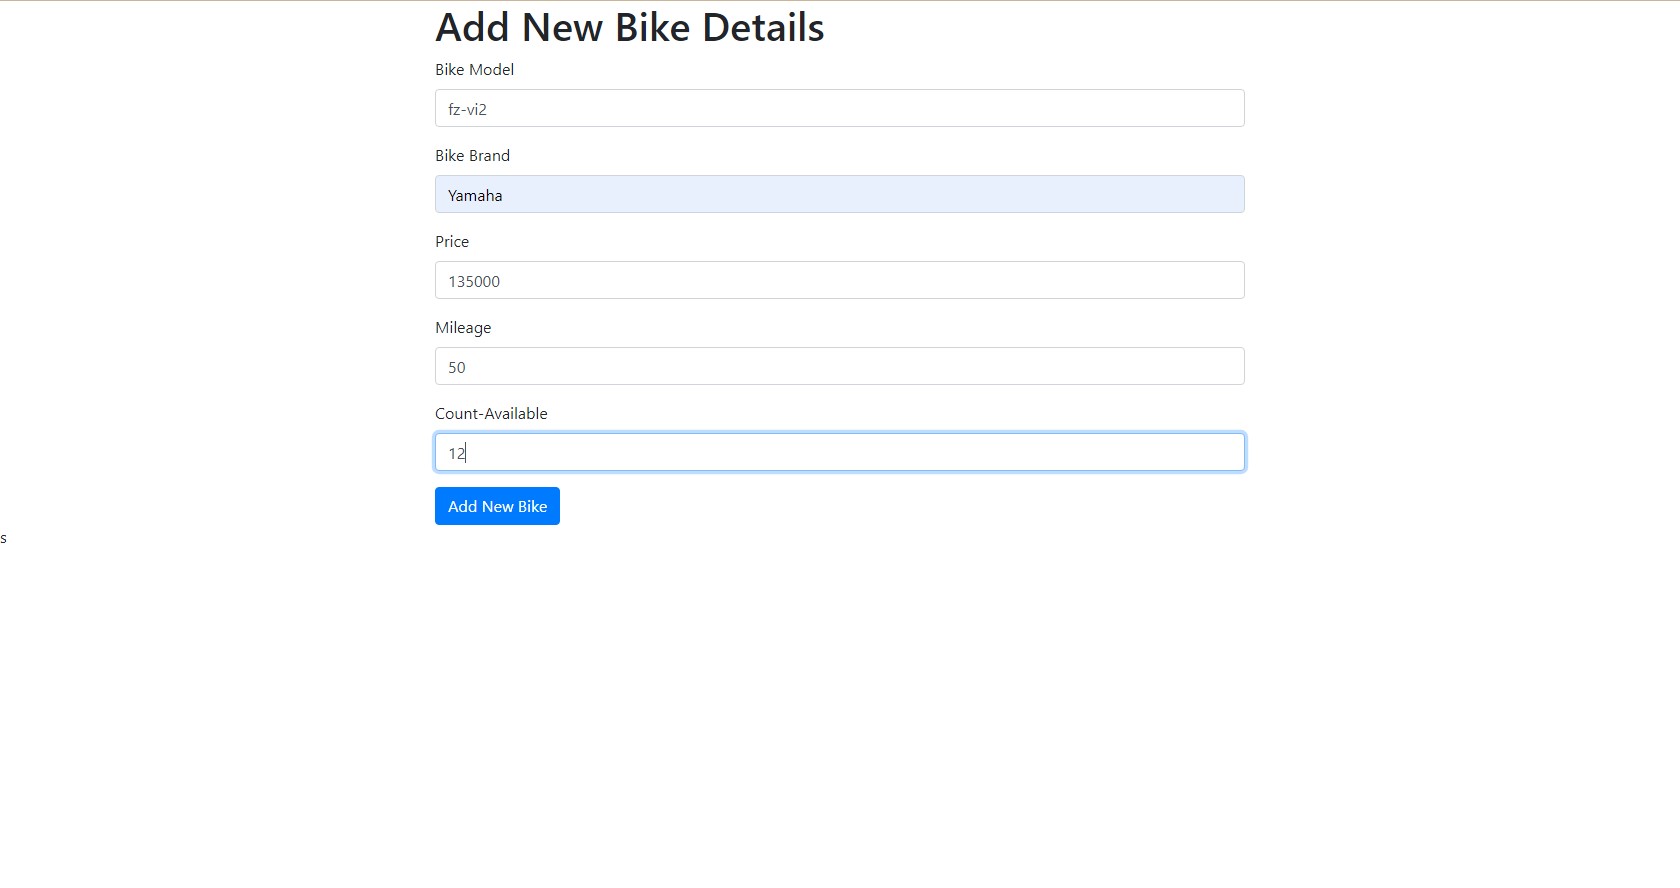 Add New Bike Details
Bike Model
fz-vi2
Bike Brand
Yamaha
Price
135000
Mileage
50
Count-Available
12
Add New Bike
s